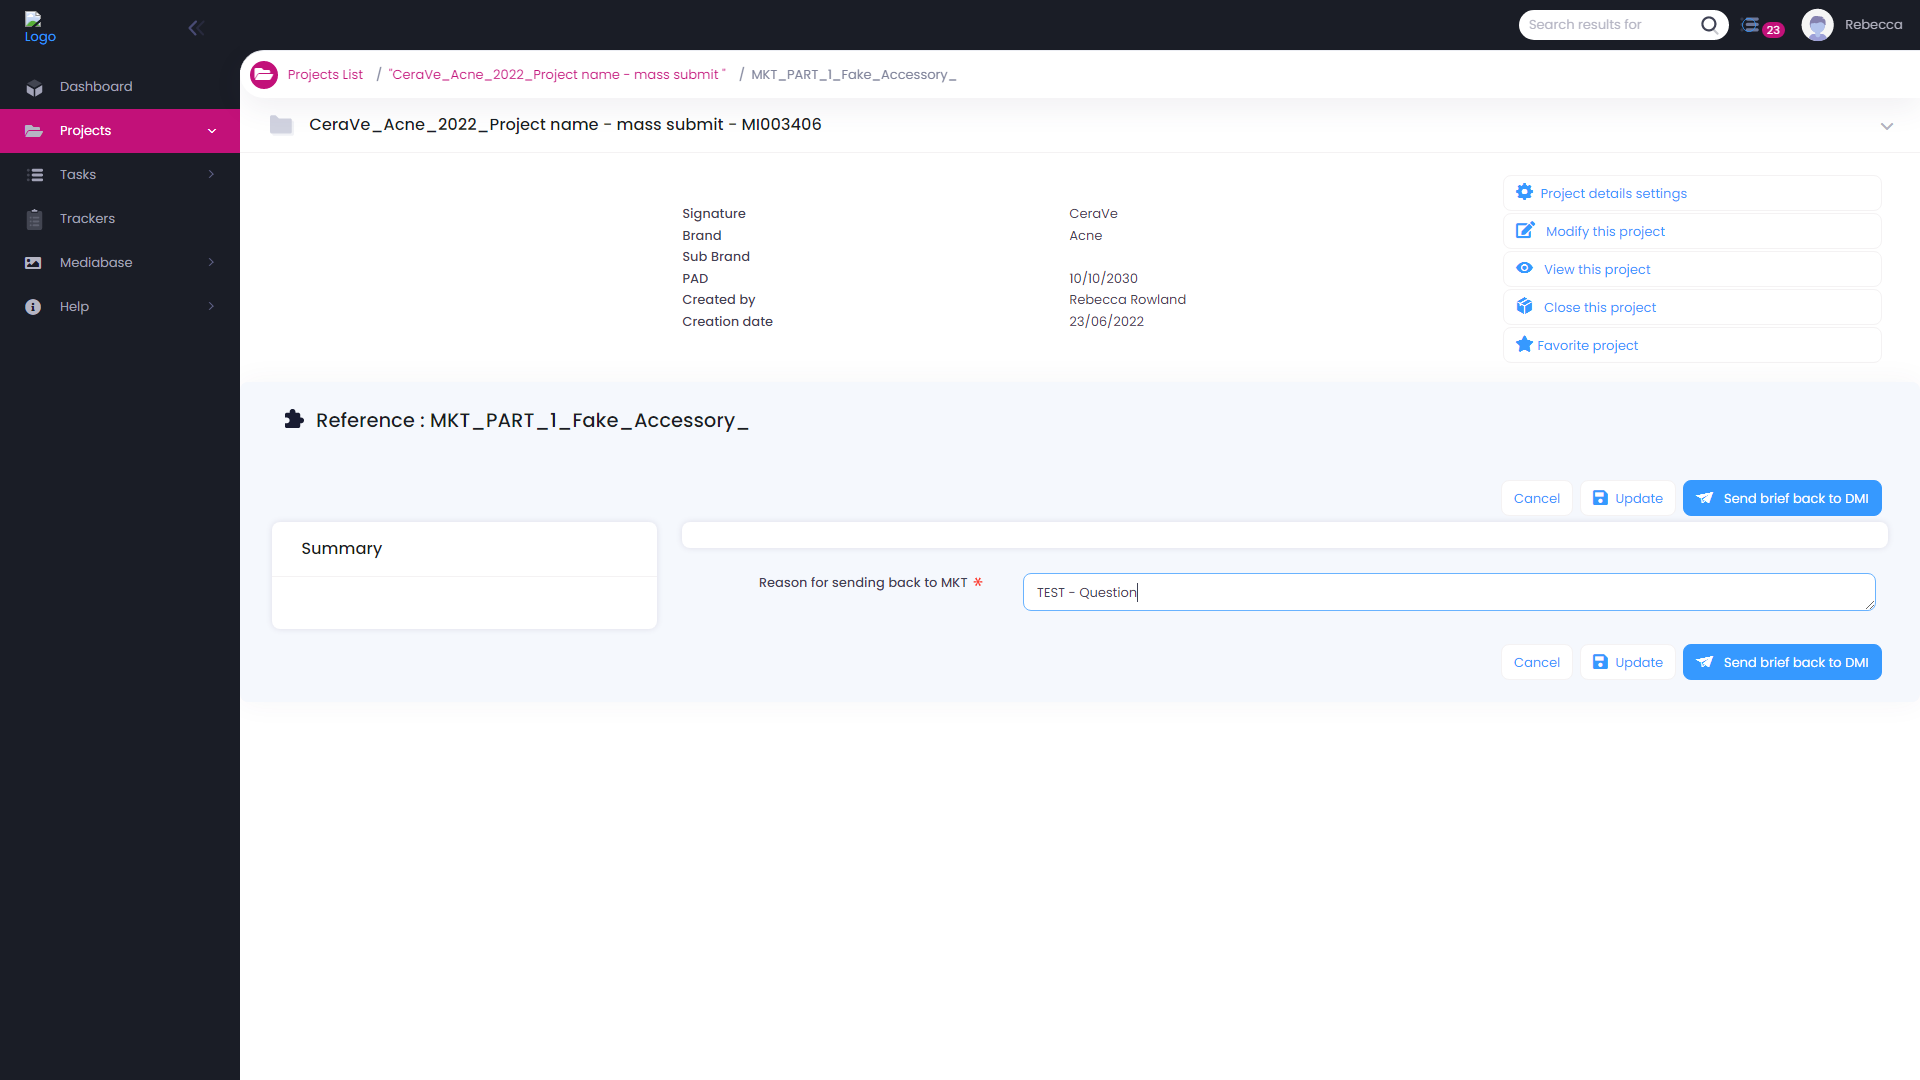 Logo
Search results for
23
Rebecca
Dashboard
Projects
Tasks
Trackers
Mediabase
Help
Projects List / "CeraVe_Acne_2022_Project name - mass submit " / MKT_PART_1_Fake_Accessory_
CeraVe_Acne_2022_Project name - mass submit - MI003406
Signature CeraVe
Brand Acne
Sub Brand
PAD 10/10/2030
Created by Rebecca Rowland
Creation date 23/06/2022
Project details settings
Modify this project
View this project
Close this project
Favorite project
Reference : MKT_PART_1_Fake_Accessory_
Cancel Update Send brief back to DMI
Summary
Reason for sending back to MKT * TEST - Question
Cancel Update Send brief back to DMI